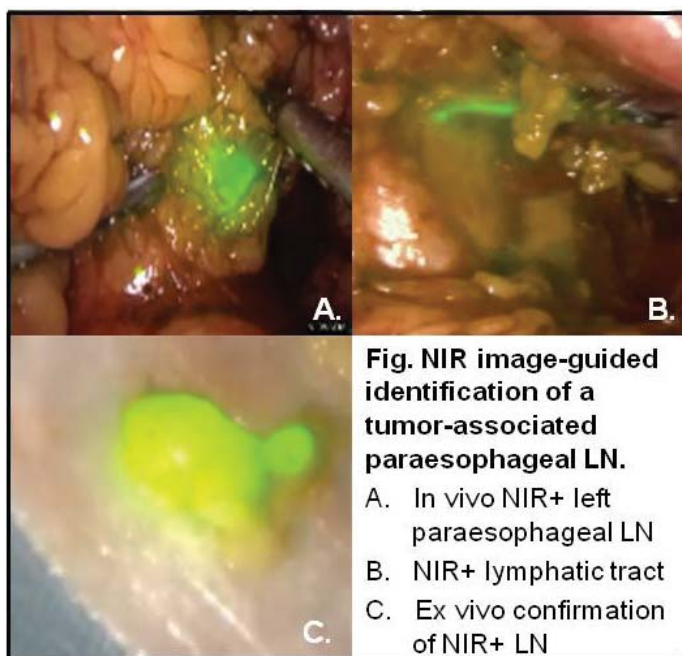 A.
B.
C.
Fig. NIR image-guided
identification of a
tumor-associated
paraesophageal LN.
A. In vivo NIR+ left
paraesophageal LN
B. NIR+ lymphatic tract
C. Ex vivo confirmation
of NIR+ LN